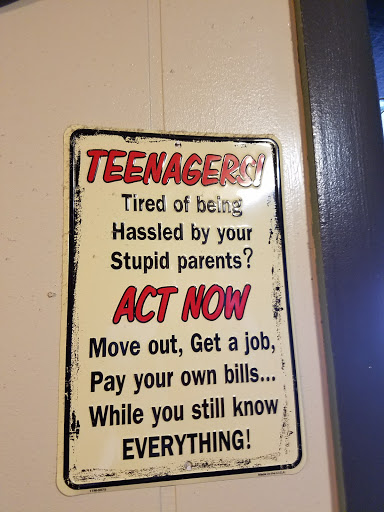 TEENAGERS!
Tired of being
Hassled by your
Stupid parents?
ACT NOW
Move out, Get a job,
Pay your own bills...
While you still know
EVERYTHING!